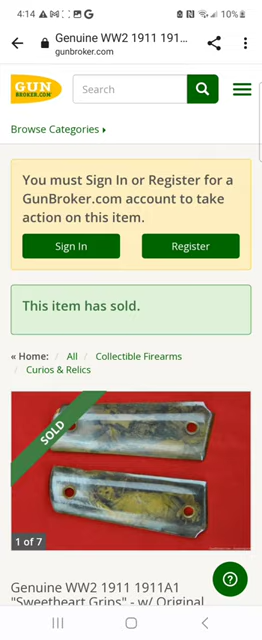 4:14
10%
Genuine WW2 1911 191...
gunbroker.com
GUN
BROKER.COM
Search
Browse Categories
You must Sign In or Register for a
GunBroker.com account to take
action on this item.
Sign In
Register
This item has sold.
« Home: / All / Collectible Firearms
/ Curios & Relics
SOLD
1 of 7
Genuine WW2 1911 1911A1
"Sweetheart Grips" - w/ Original